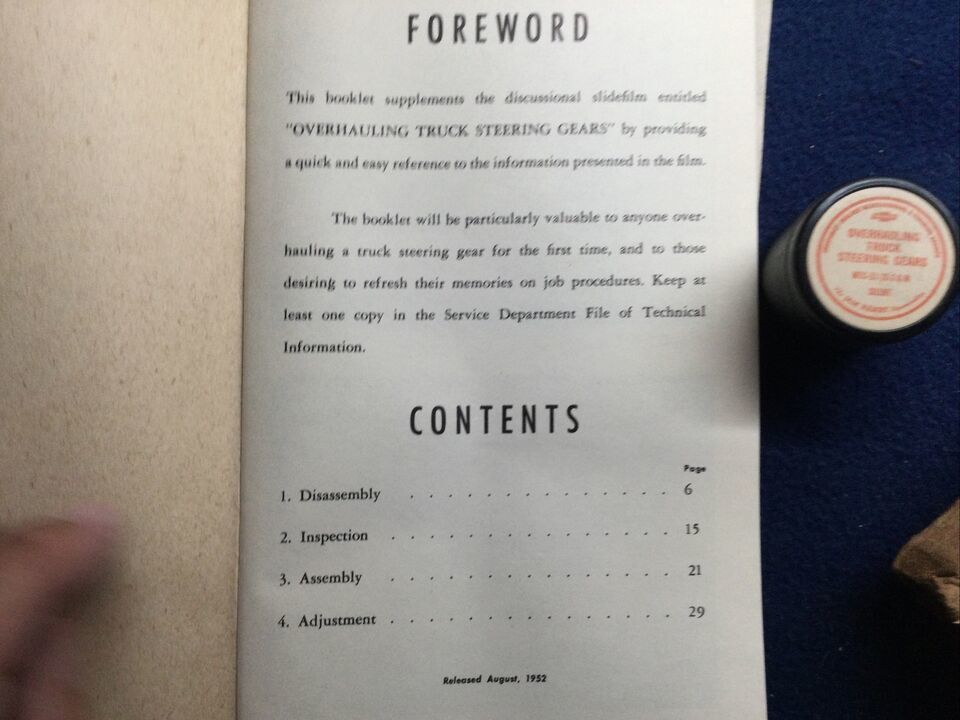 FOREWORD
This booklet supplements the discussional slidefilm entitled
"OVERHAULING TRUCK STEERING GEARS" by providing
a quick and easy reference to the information presented in the film.
The booklet will be particularly valuable to anyone over-
hauling a truck steering gear for the first time, and to those
desiring to refresh their memories on job procedures. Keep at
least one copy in the Service Department File of Technical
Information.
CONTENTS
Page
1. Disassembly . . . . . . . . . . . . . . 6
2. Inspection . . . . . . . . . . . . . . . 15
3. Assembly . . . . . . . . . . . . . . . 21
4. Adjustment . . . . . . . . . . . . . . . 29
Released August, 1952
OVERHAULING
TRUCK
STEERING GEARS